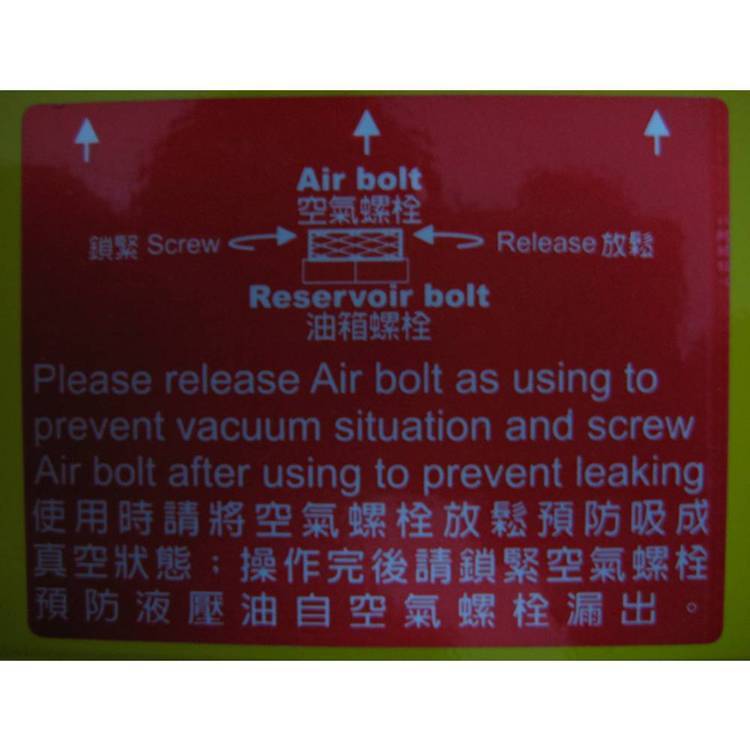 Air bolt
空氣螺栓
鎖緊 Screw
Release 放鬆
Reservoir bolt
油箱螺栓
Please release Air bolt as using to
prevent vacuum situation and screw
Air bolt after using to prevent leaking
使用時請將空氣螺栓放鬆預防吸成
真空狀態；操作完後請鎖緊空氣螺栓
預防液壓油自空氣螺栓漏出。